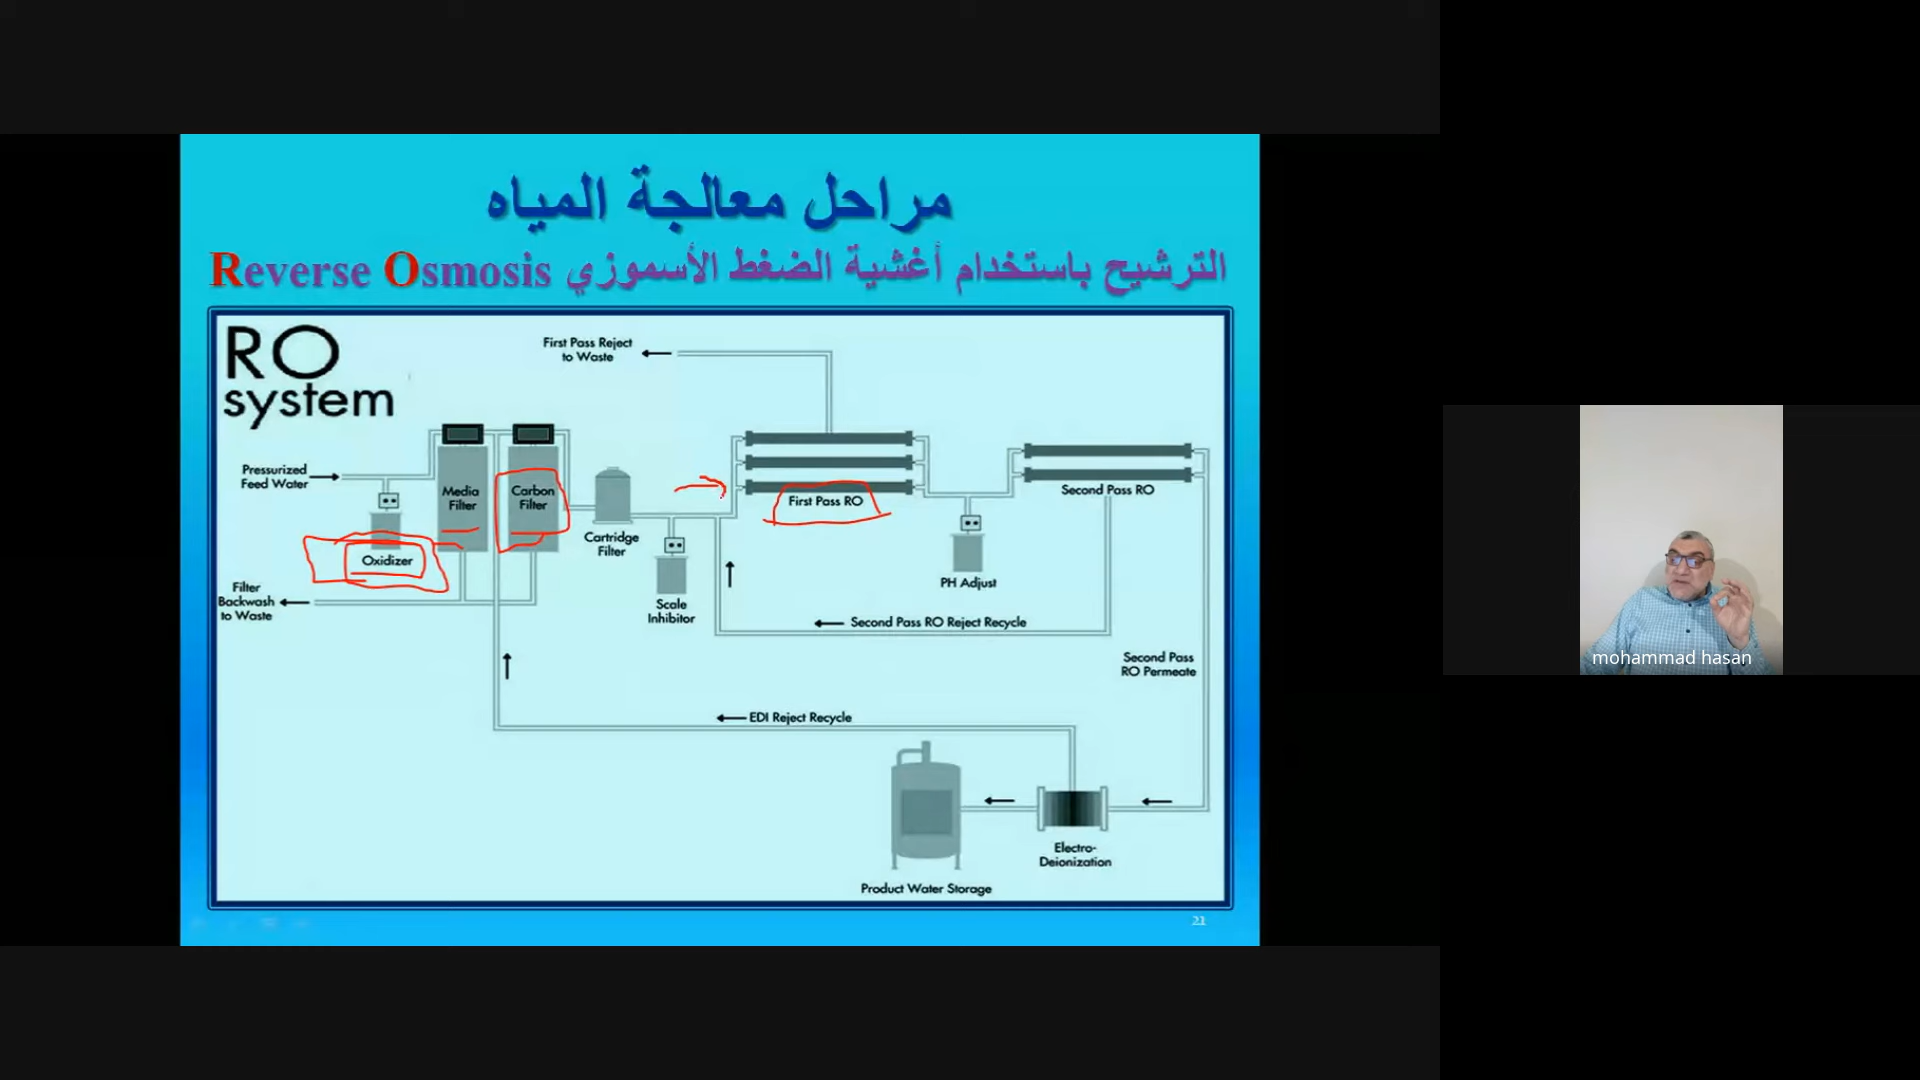 مراحل معالجة المياه
الترشيح باستخدام أغشية الضغط الأسموزي Reverse Osmosis
RO
system
First Pass Reject
to Waste
Pressurized
Feed Water
Media
Filter
Carbon
Filter
Oxidizer
Filter
Backwash
to Waste
Cartridge
Filter
Scale
Inhibitor
First Pass RO
Second Pass RO
PH Adjust
Second Pass RO Reject Recycle
Second Pass
RO Permeate
EDI Reject Recycle
Electro-
Deionization
Product Water Storage
21
mohammad hasan